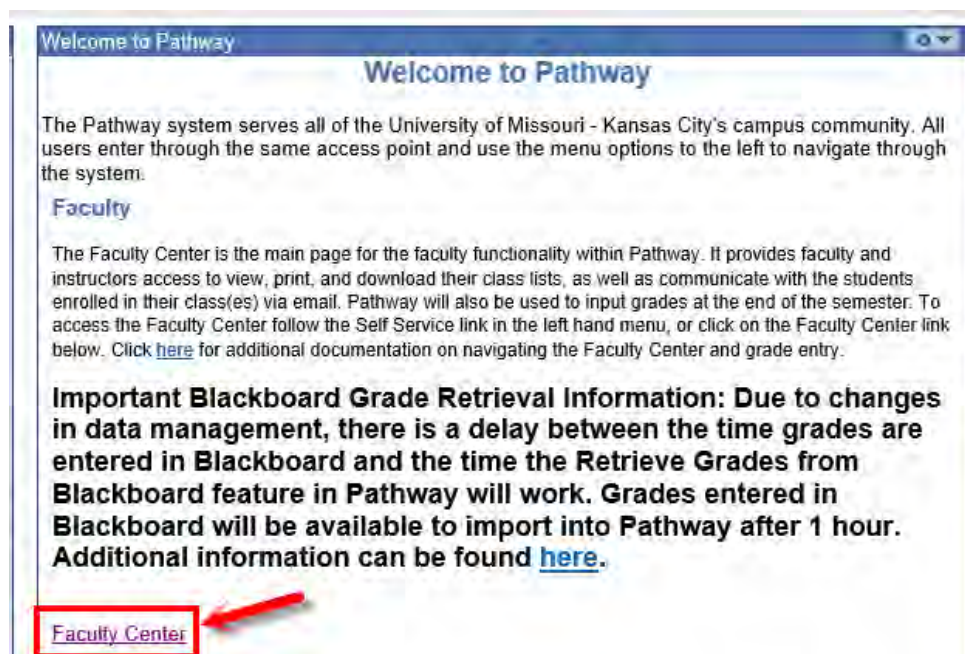 Welcome to Pathway
Welcome to Pathway
The Pathway system serves all of the University of Missouri - Kansas City's campus community. All
users enter through the same access point and use the menu options to the left to navigate through
the system.
Faculty
The Faculty Center is the main page for the faculty functionality within Pathway. It provides faculty and
instructors access to view, print, and download their class lists, as well as communicate with the students
enrolled in their class(es) via email. Pathway will also be used to input grades at the end of the semester. To
access the Faculty Center follow the Self Service link in the left hand menu, or click on the Faculty Center link
below. Click here for additional documentation on navigating the Faculty Center and grade entry.
Important Blackboard Grade Retrieval Information: Due to changes
in data management, there is a delay between the time grades are
entered in Blackboard and the time the Retrieve Grades from
Blackboard feature in Pathway will work. Grades entered in
Blackboard will be available to import into Pathway after 1 hour.
Additional information can be found here.
Faculty Center